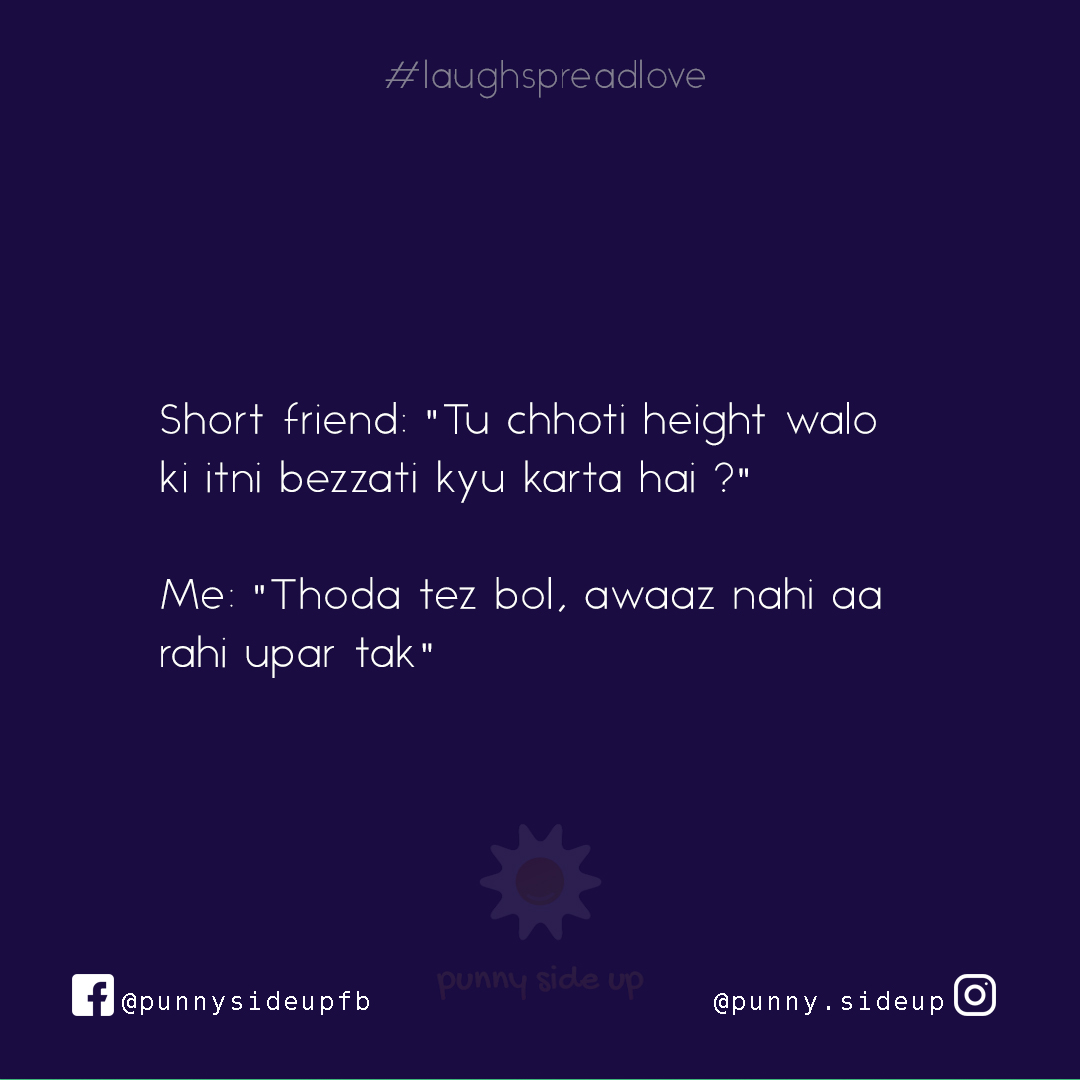 #laughspreadlove
Short friend: "Tu chhoti height walo
ki itni bezzati kyu karta hai ?"
Me: "Thoda tez bol, awaaz nahi aa
rahi upar tak"
punny side up
@punnysideupfb
@punny.sideup